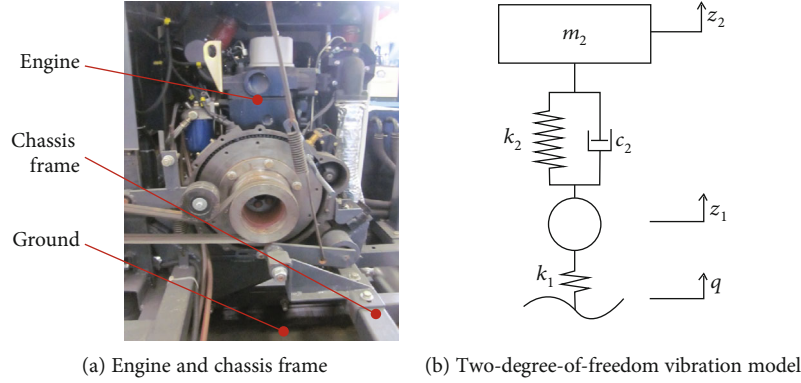 Engine
Chassis
frame
Ground
m₂
z₂
k₂
c₂
z₁
k₁
q
(a) Engine and chassis frame
(b) Two-degree-of-freedom vibration model